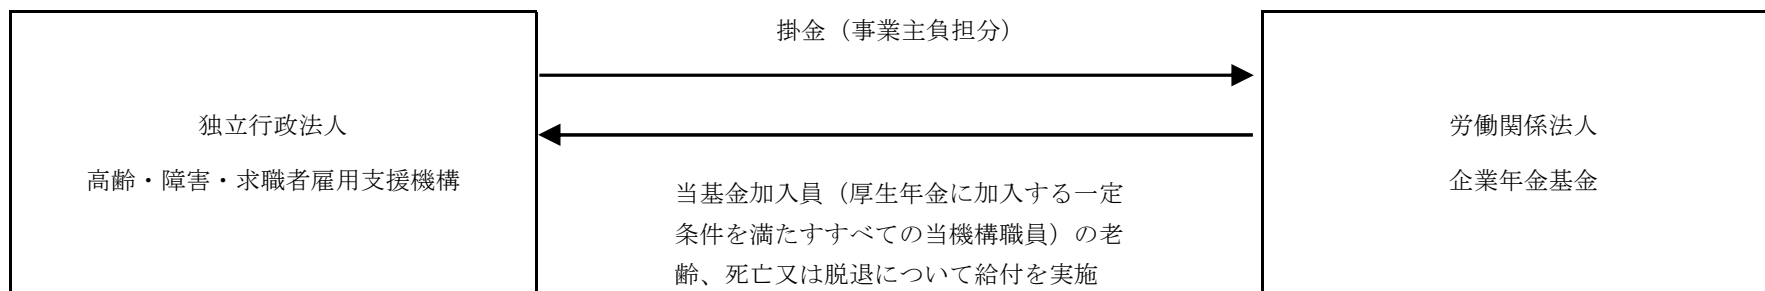 掛金（事業主負担分）
独立行政法人
高齢・障害・求職者雇用支援機構
労働関係法人
企業年金基金
当基金加入員（厚生年金に加入する一定
条件を満たすすべての当機構職員）の老
齢、死亡又は脱退について給付を実施